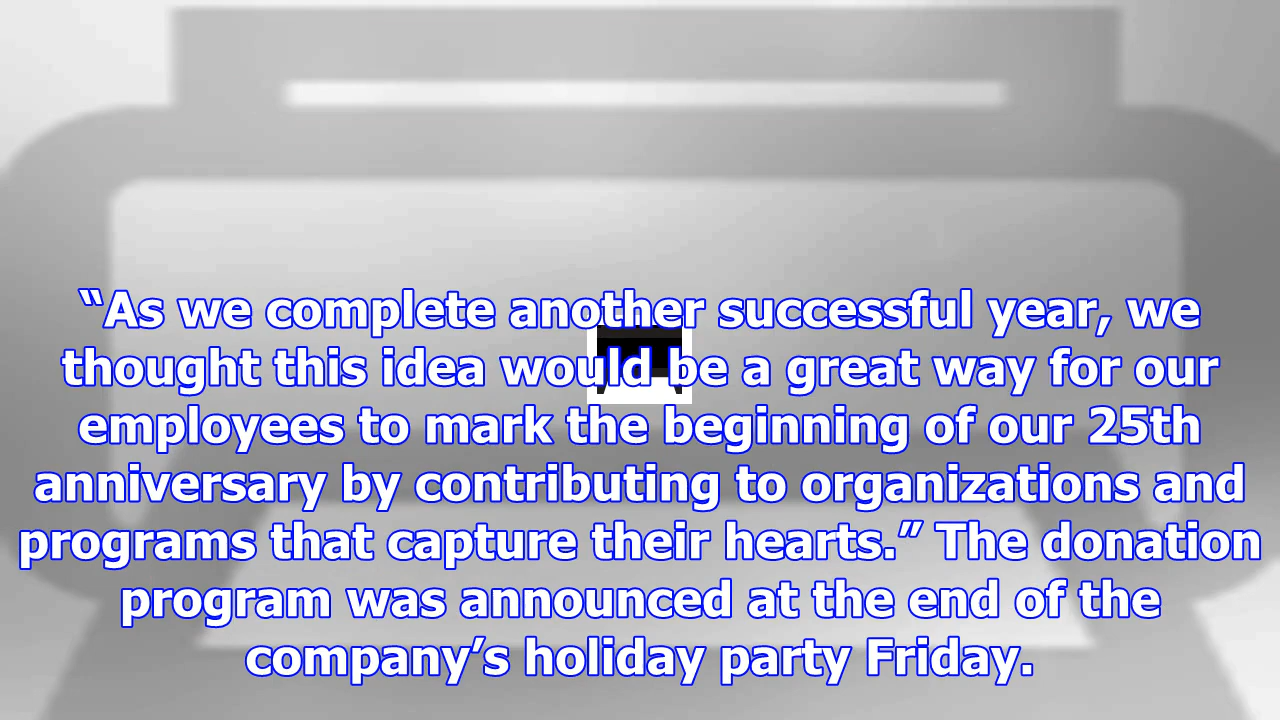 “As we complete another successful year, we
thought this idea would be a great way for our
employees to mark the beginning of our 25th
anniversary by contributing to organizations and
programs that capture their hearts.” The donation
program was announced at the end of the
company’s holiday party Friday.